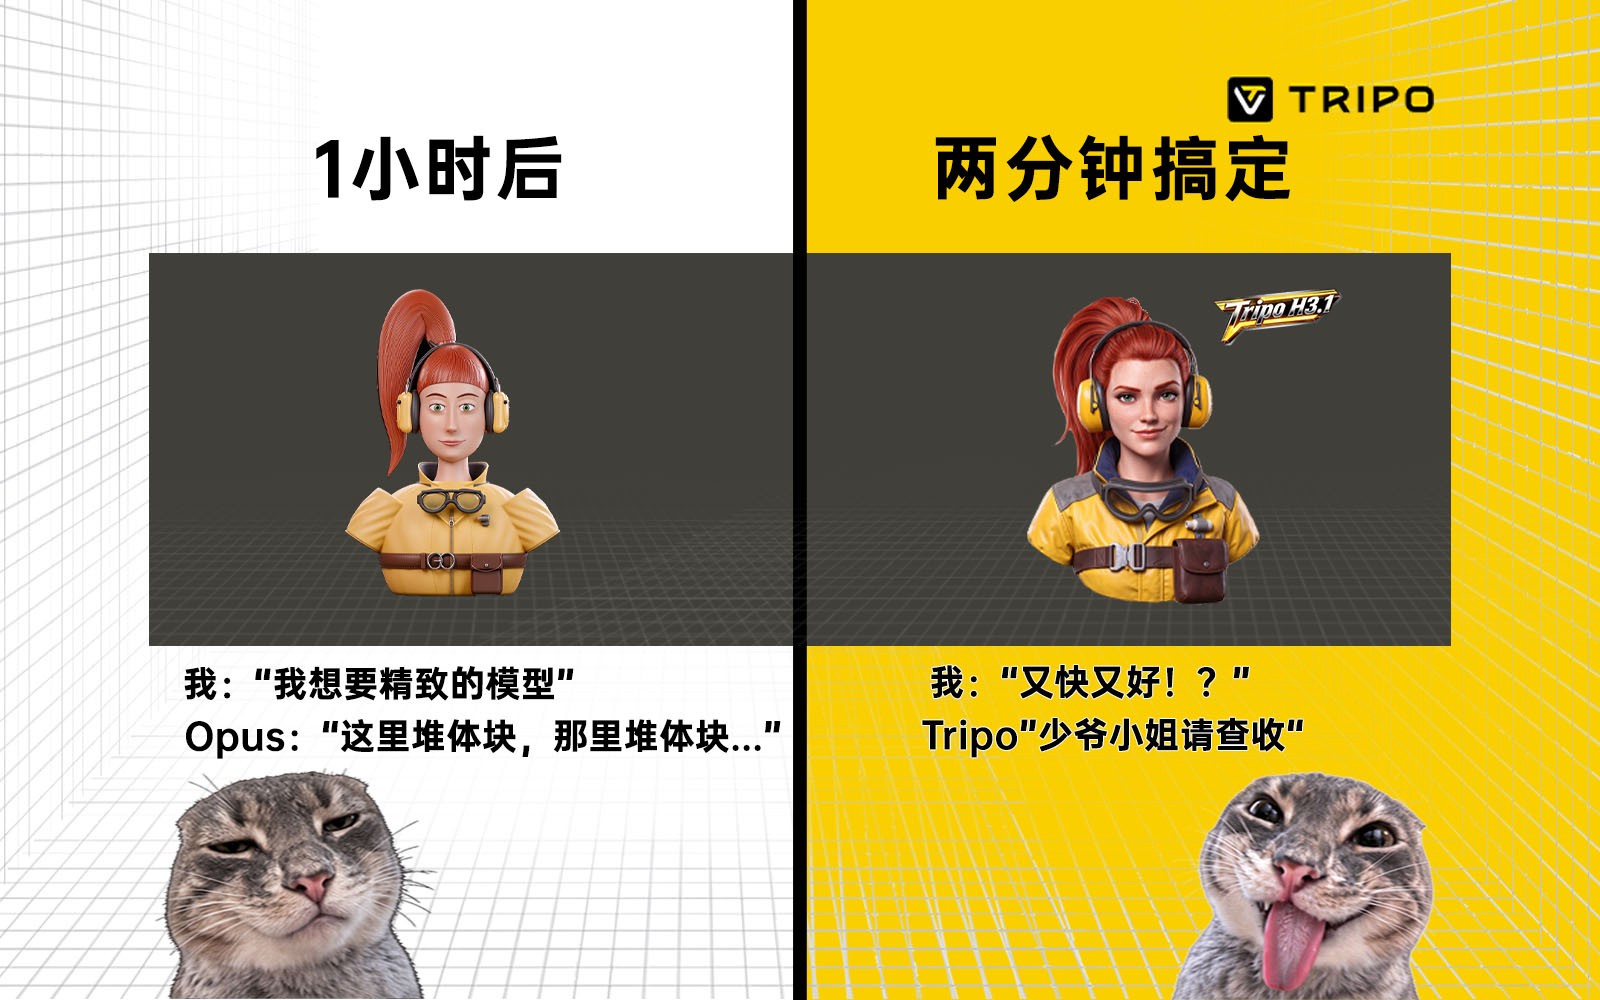 1小时后
我：“我想要精致的模型”
Opus：“这里堆体块，那里堆体块...”
TRIPO
两分钟搞定
Tripo H3.1
我：“又快又好！？”
Tripo”少爷小姐请查收“